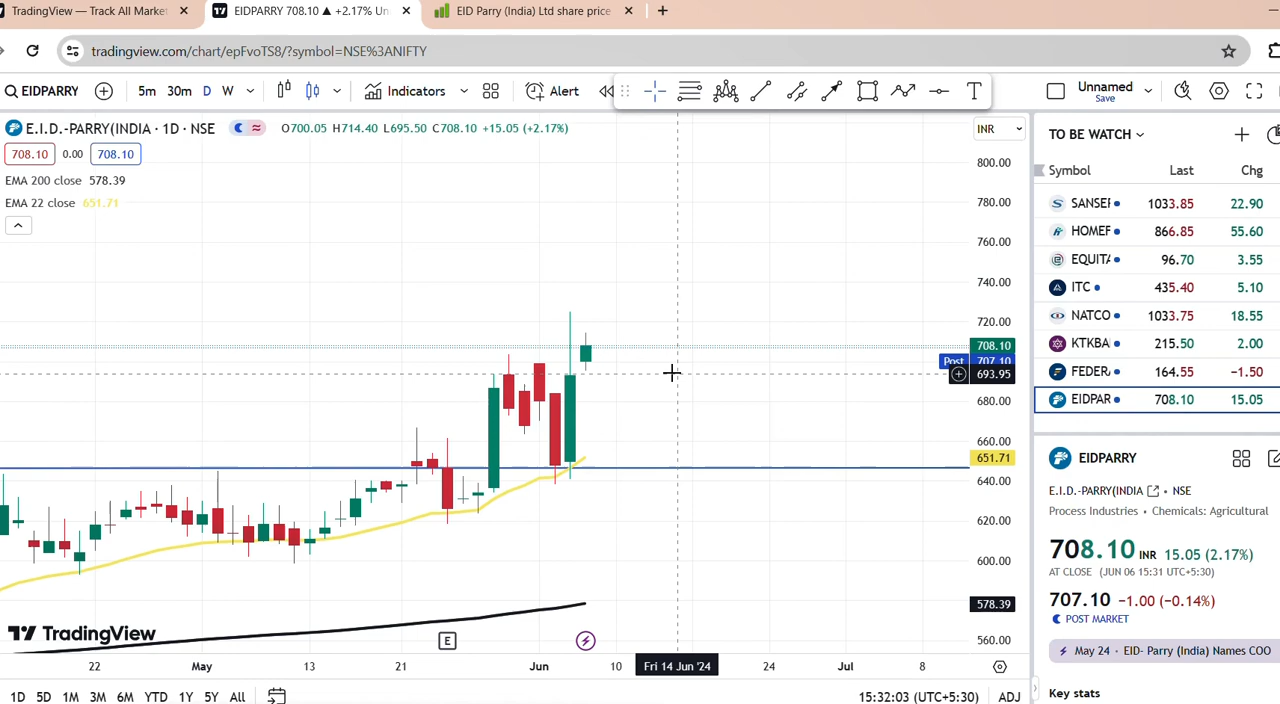 TradingView — Track All Market
EIDPARRY 708.10 ▲ +2.17% Un
EID Parry (India) Ltd share price
tradingview.com/chart/epFvoTS8/?symbol=NSE%3ANIFTY
EIDPARRY
5m 30m D W
Indicators
Alert
Unnamed
Save
E.I.D.-PARRY(INDIA · 1D · NSE
O700.05 H714.40 L695.50 C708.10 +15.05 (+2.17%)
INR
708.10 0.00 708.10
EMA 200 close 578.39
EMA 22 close 651.71
800.00
780.00
760.00
740.00
720.00
708.10
Post 707.10
693.95
680.00
660.00
651.71
640.00
620.00
600.00
578.39
560.00
TradingView
E
22 May 13 21 Jun 10 Fri 14 Jun '24 24 Jul 8
1D 5D 1M 3M 6M YTD 1Y 5Y All
15:32:03 (UTC+5:30) ADJ
TO BE WATCH
Symbol Last Chg
SANSEF 1033.85 22.90
HOMEF 866.85 55.60
EQUITA 96.70 3.55
ITC 435.40 5.10
NATCO 1033.75 18.55
KTKBA 215.50 2.00
FEDER 164.55 −1.50
EIDPAR 708.10 15.05
EIDPARRY
E.I.D.-PARRY(INDIA • NSE
Process Industries • Chemicals: Agricultural
708.10 INR 15.05 (2.17%)
AT CLOSE (JUN 06 15:31 UTC+5:30)
707.10 −1.00 (−0.14%)
POST MARKET
May 24 · EID- Parry (India) Names COO
Key stats